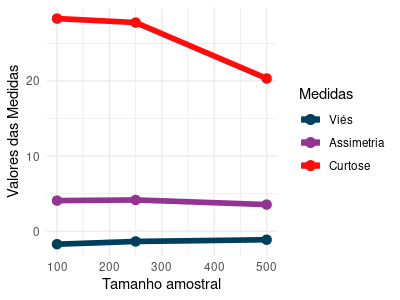 Valores das Medidas
20
10
0
100
200
300
400
500
Tamanho amostral
Medidas
Viés
Assimetria
Curtose